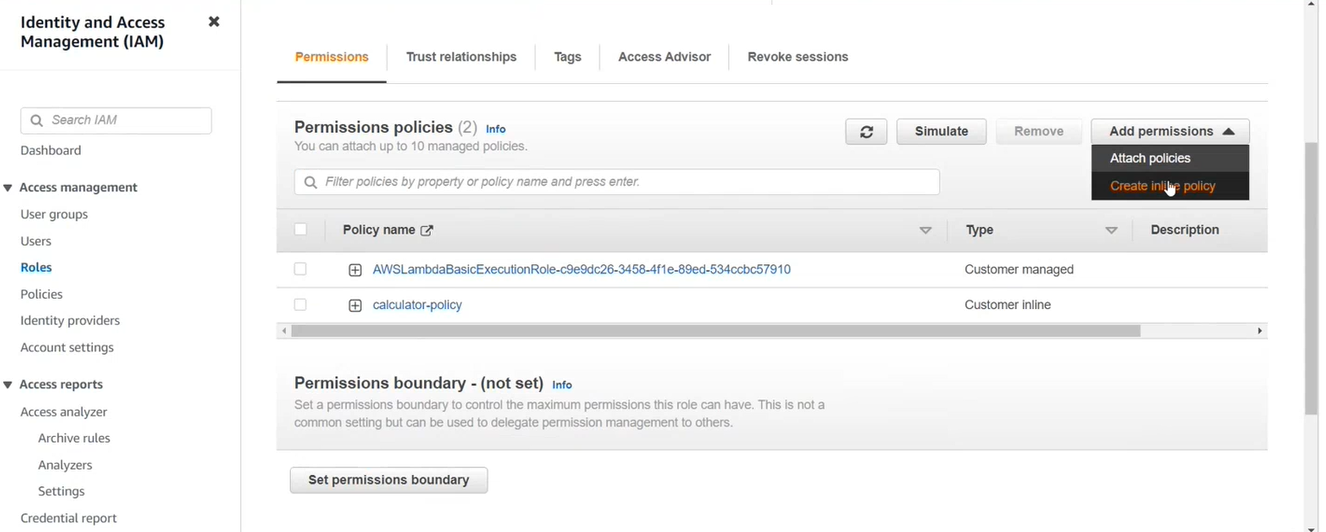 Identity and Access
Management (IAM)
Search IAM
Dashboard
Access management
User groups
Users
Roles
Policies
Identity providers
Account settings
Access reports
Access analyzer
Archive rules
Analyzers
Settings
Credential report
Permissions
Trust relationships
Tags
Access Advisor
Revoke sessions
Permissions policies (2) Info
You can attach up to 10 managed policies.
Simulate
Remove
Add permissions
Attach policies
Create inline policy
Filter policies by property or policy name and press enter.
Policy name
Type
Description
AWSLambdaBasicExecutionRole-c9e9dc26-3458-4f1e-89ed-534ccbc57910
Customer managed
calculator-policy
Customer inline
Permissions boundary - (not set) Info
Set a permissions boundary to control the maximum permissions this role can have. This is not a
common setting but can be used to delegate permission management to others.
Set permissions boundary